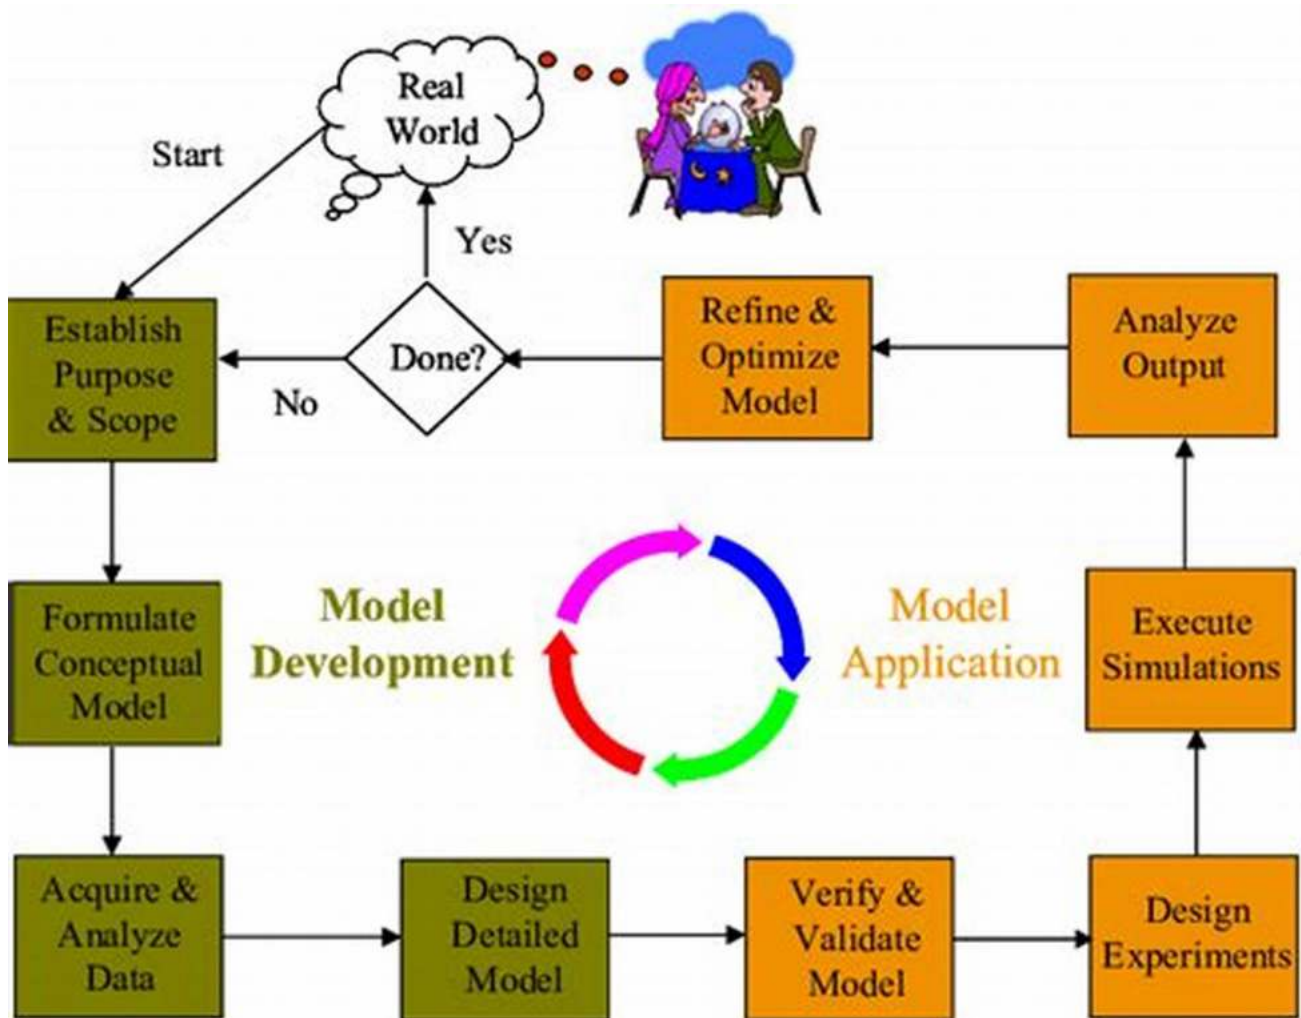 Real
World
Start
Yes
Establish
Purpose
& Scope
No
Done?
Refine &
Optimize
Model
Analyze
Output
Formulate
Conceptual
Model
Model
Development
Model
Application
Execute
Simulations
Acquire &
Analyze
Data
Design
Detailed
Model
Verify &
Validate
Model
Design
Experiments